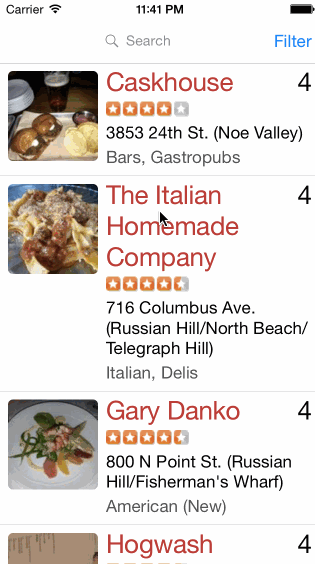 Carrier 11:41 PM
Search Filter
Caskhouse 4
3853 24th St. (Noe Valley)
Bars, Gastropubs
The Italian 4
Homemade
Company
716 Columbus Ave.
(Russian Hill/North Beach/
Telegraph Hill)
Italian, Delis
Gary Danko 4
800 N Point St. (Russian
Hill/Fisherman's Wharf)
American (New)
Hogwash 4